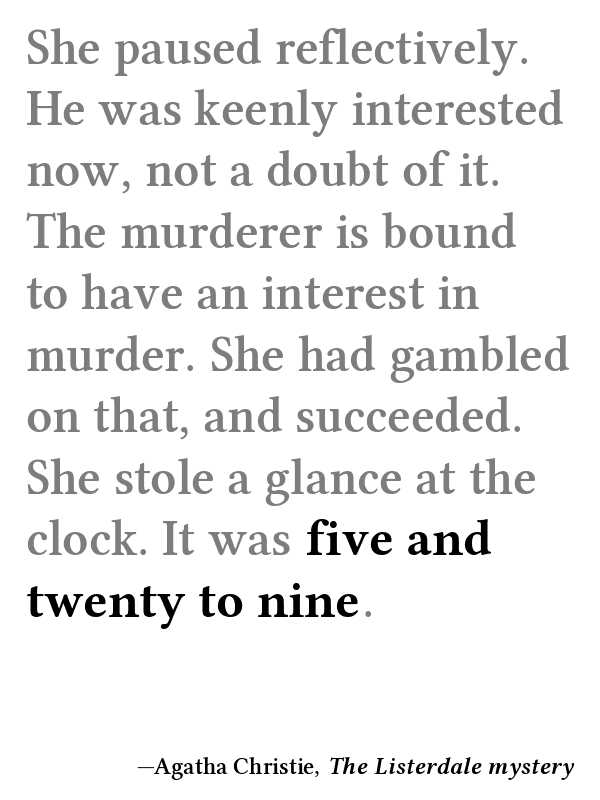 She paused reflectively.
He was keenly interested
now, not a doubt of it.
The murderer is bound
to have an interest in
murder. She had gambled
on that, and succeeded.
She stole a glance at the
clock. It was five and
twenty to nine.
—Agatha Christie, The Listerdale mystery